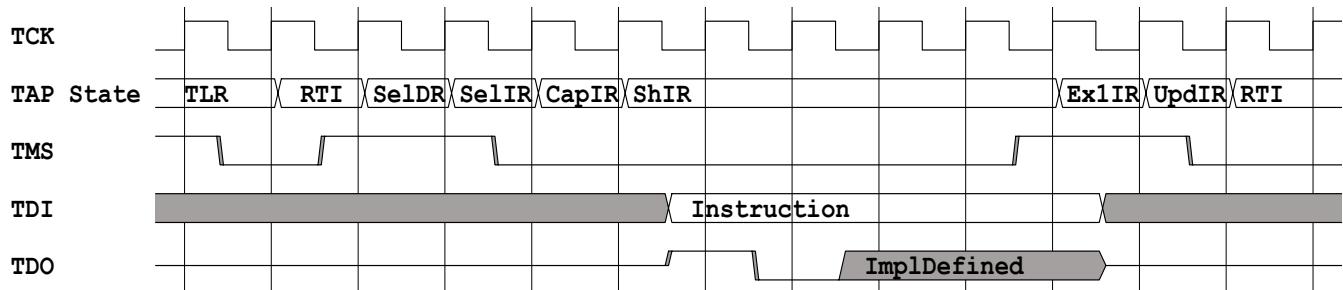 TCK
TAP State TLR RTI SelDR SelIR CapIR ShIR Ex1IR UpdIR RTI
TMS
TDI Instruction
TDO ImplDefined